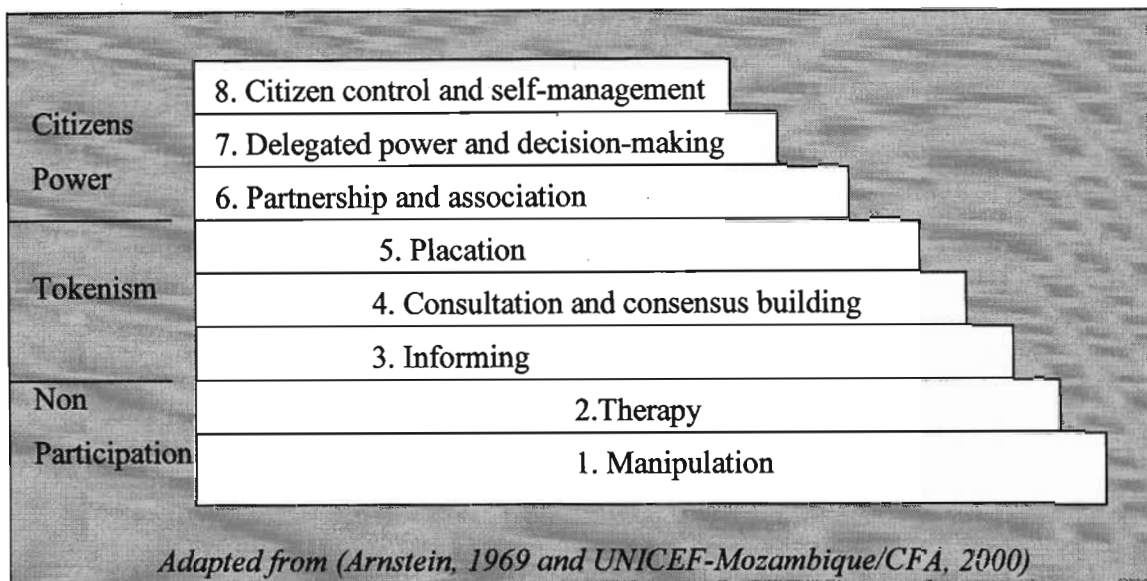 Citizens
Power
8. Citizen control and self-management
7. Delegated power and decision-making
6. Partnership and association
Tokenism
5. Placation
4. Consultation and consensus building
3. Informing
Non
Participation
2.Therapy
1. Manipulation
Adapted from (Arnstein, 1969 and UNICEF-Mozambique/CFA, 2000)